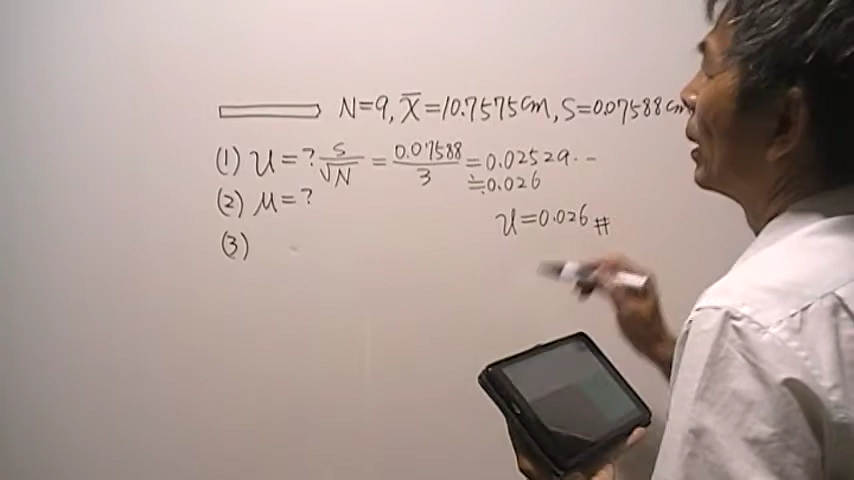 N=9, X̄=10.7575cm, S=0.07588cm
(1) u=? S/√N = 0.07588/3 = 0.02529...
≒0.026
(2) μ=?
u=0.026 #
(3)